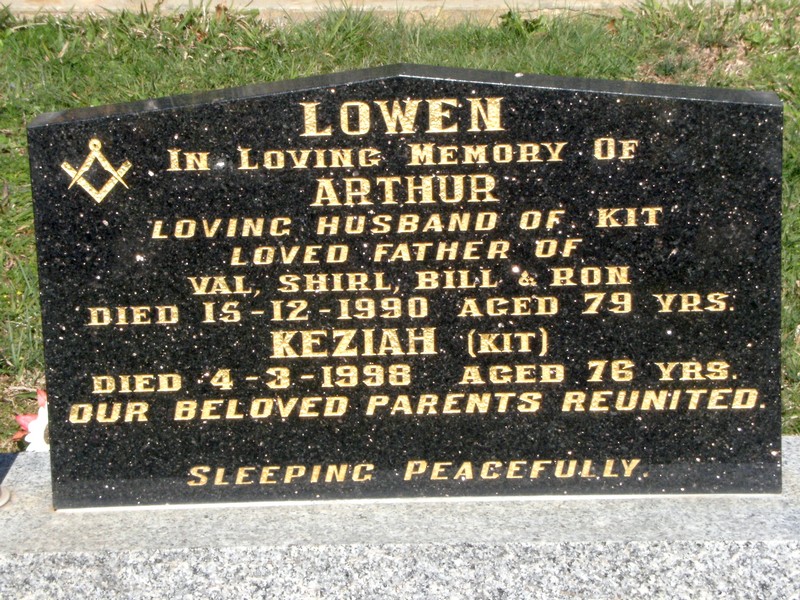 LOWEN
IN LOVING MEMORY OF
ARTHUR
LOVING HUSBAND OF KIT
LOVED FATHER OF
VAL, SHIRL, BILL & RON
DIED 15-12-1990 AGED 79 YRS.
KEZIAH (KIT)
DIED 4-3-1998 AGED 76 YRS.
OUR BELOVED PARENTS REUNITED.
SLEEPING PEACEFULLY.